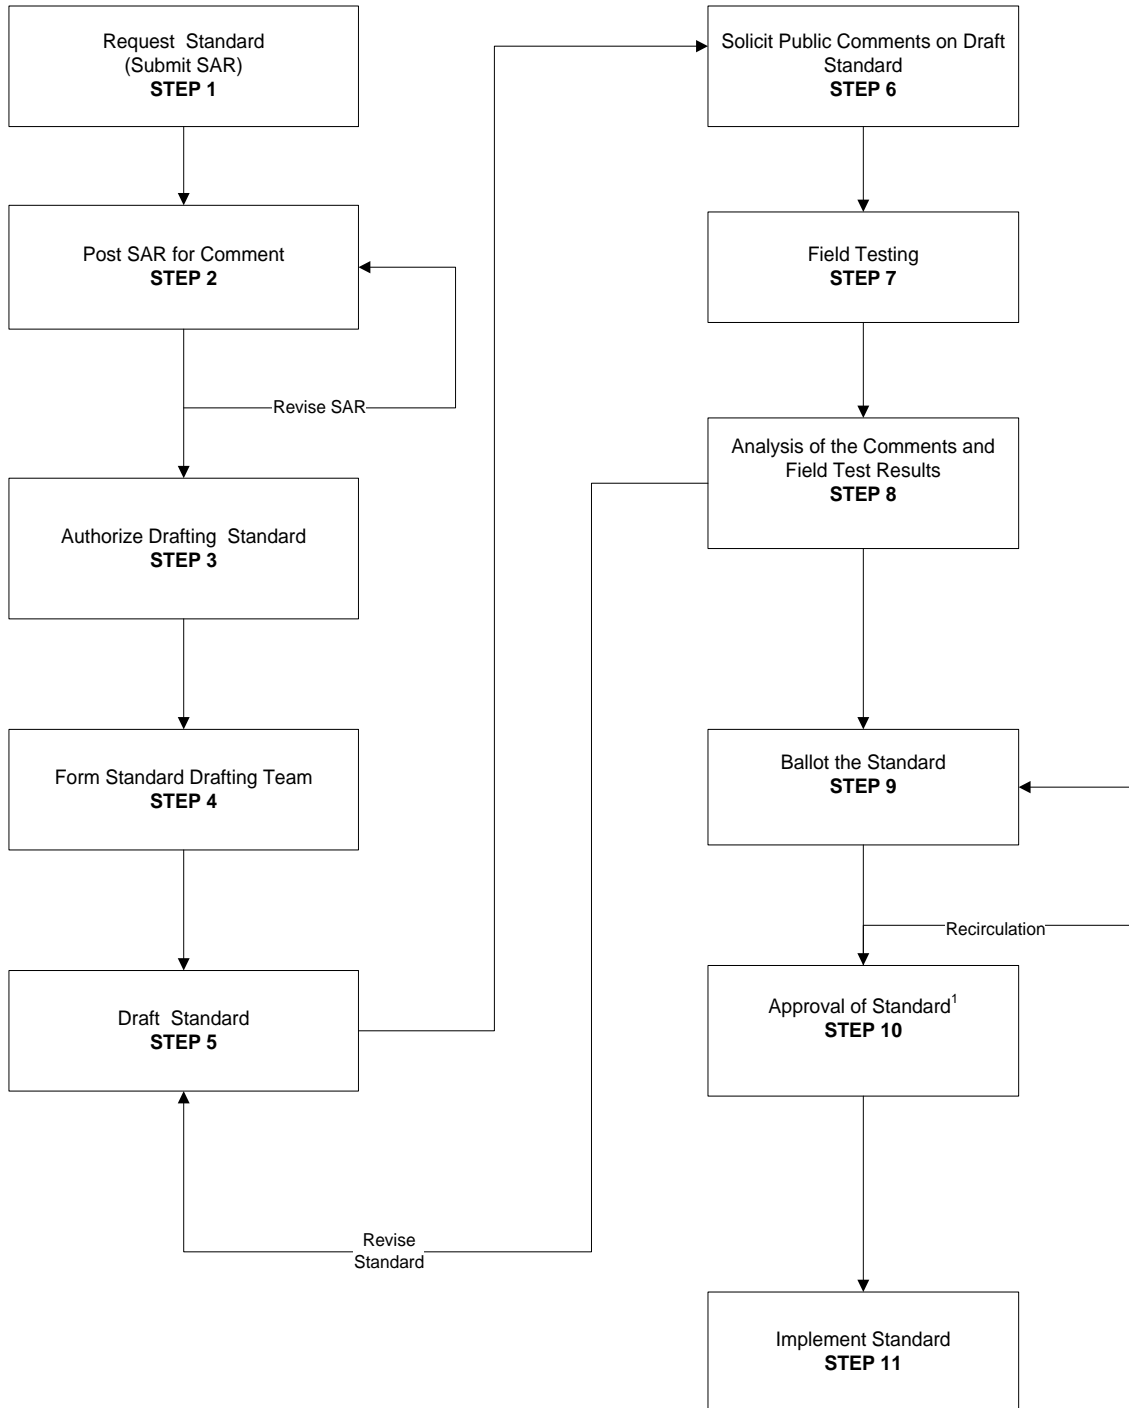 Request Standard
(Submit SAR)
STEP 1
Post SAR for Comment
STEP 2
Revise SAR
Authorize Drafting Standard
STEP 3
Form Standard Drafting Team
STEP 4
Draft Standard
STEP 5
Revise
Standard
Solicit Public Comments on Draft
Standard
STEP 6
Field Testing
STEP 7
Analysis of the Comments and
Field Test Results
STEP 8
Ballot the Standard
STEP 9
Recirculation
Approval of Standard¹
STEP 10
Implement Standard
STEP 11